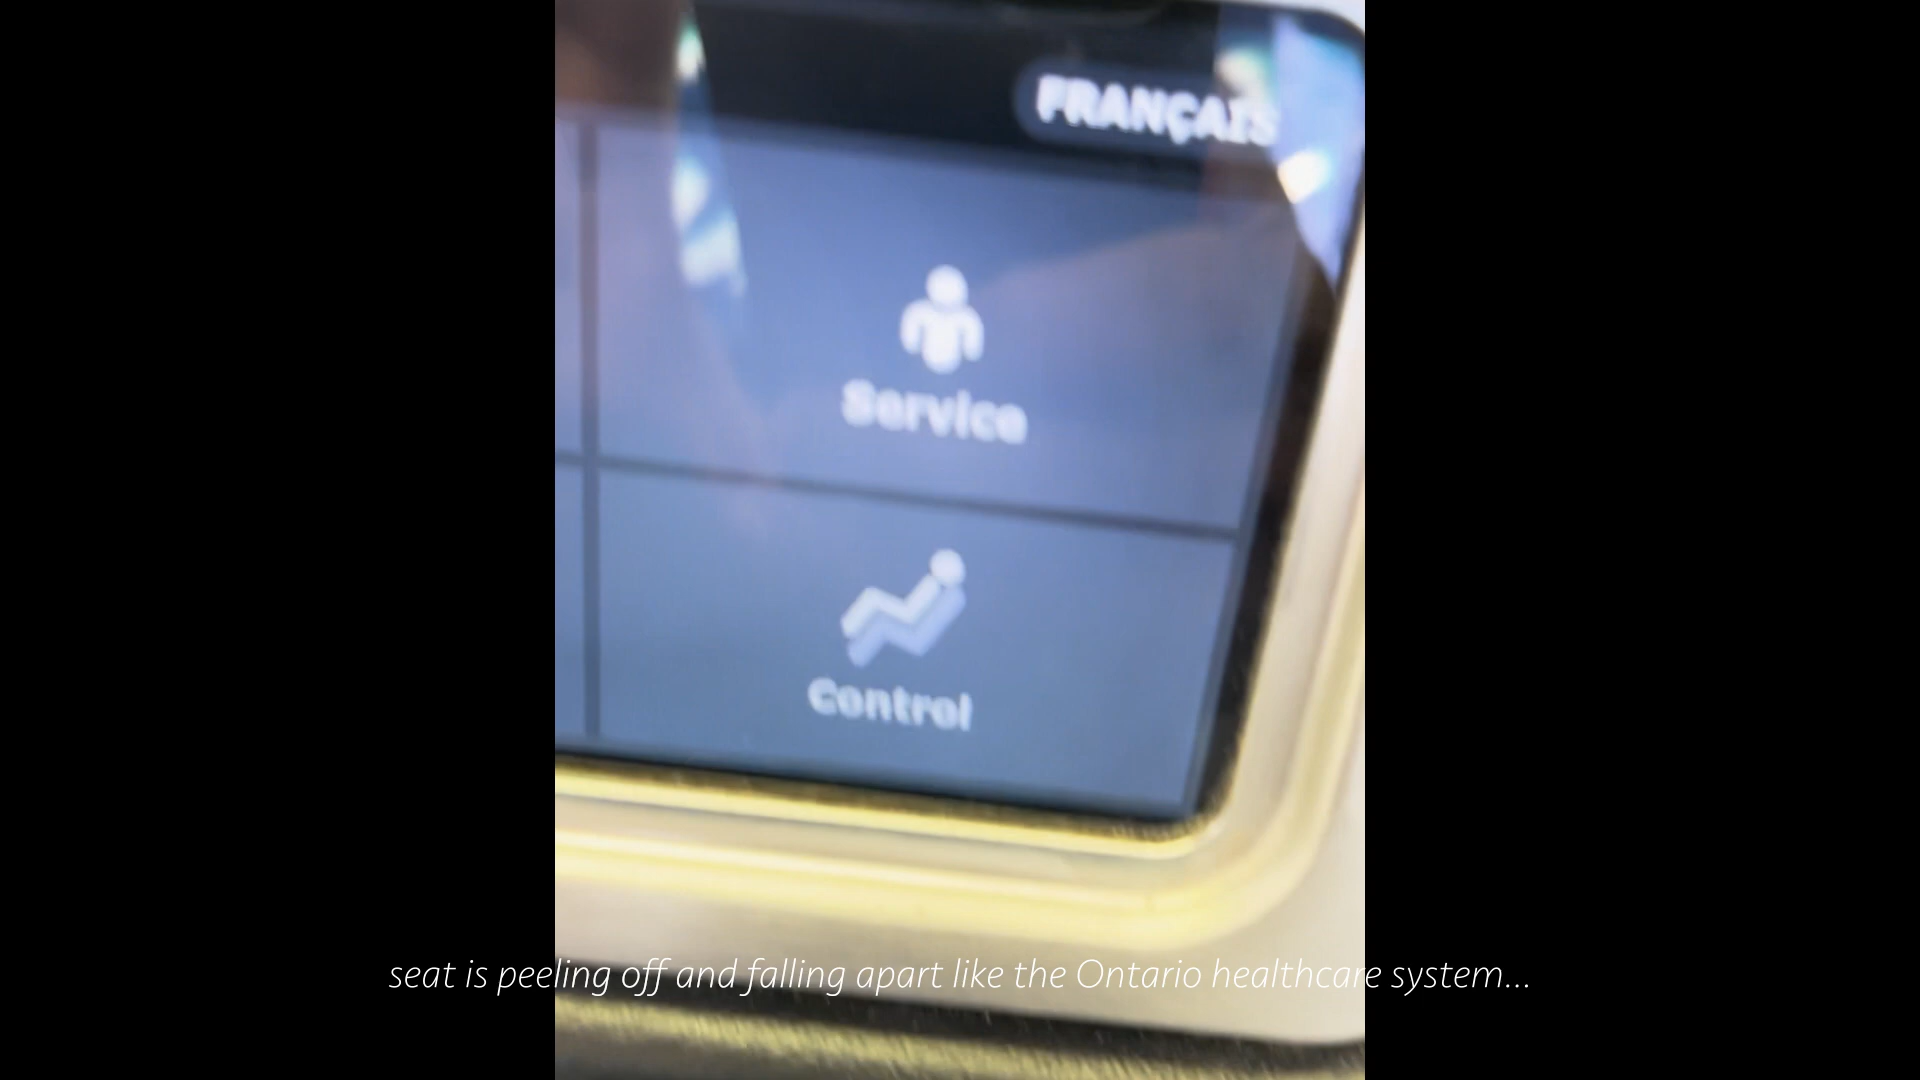 FRANÇAIS
Service
Control
seat is peeling off and falling apart like the Ontario healthcare system...